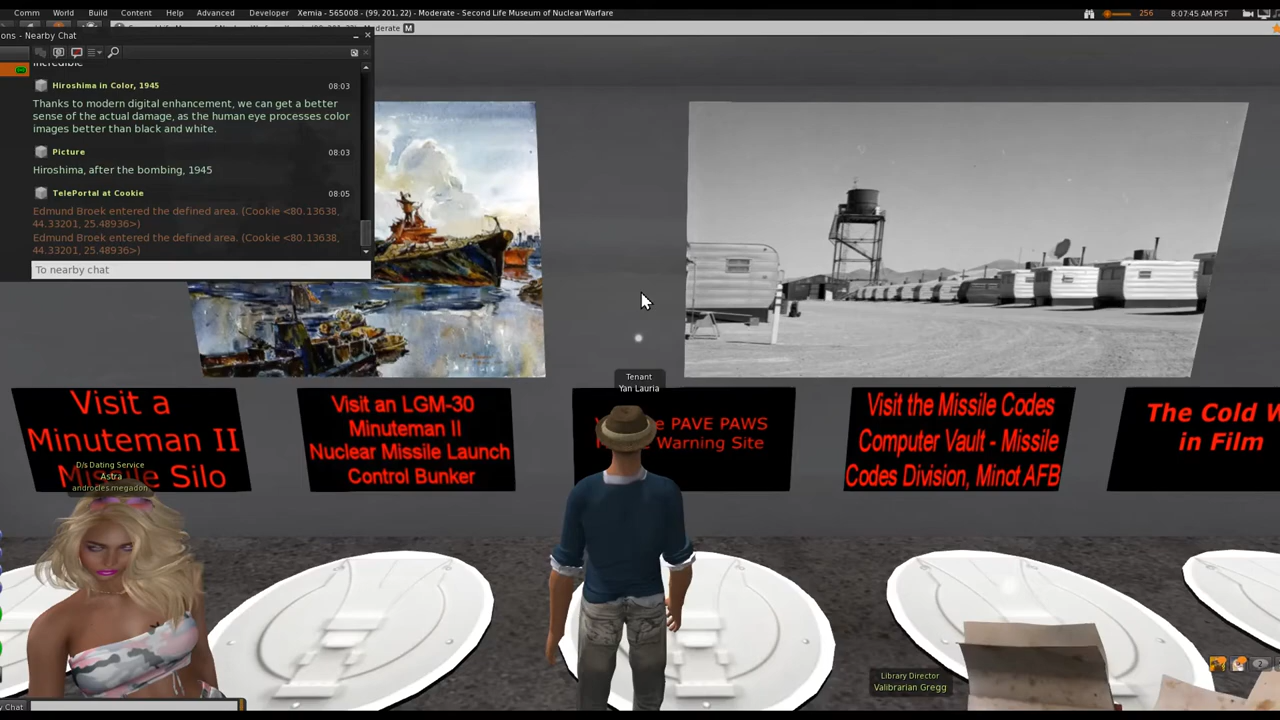 Comm World Build Content Help Advanced Developer Xemia - 565008 - (99, 201, 22) - Moderate - Second Life Museum of Nuclear Warfare 256 8:07:45 AM PST
ons - Nearby Chat
Moderate M
incredible
Hiroshima in Color, 1945 08:03
Thanks to modern digital enhancement, we can get a better
sense of the actual damage, as the human eye processes color
images better than black and white.
Picture 08:03
Hiroshima, after the bombing, 1945
TelePortal at Cookie 08:05
Edmund Broek entered the defined area. (Cookie <80.13638,
44.33201, 25.48936>)
Edmund Broek entered the defined area. (Cookie <80.13638,
44.33201, 25.48936>)
To nearby chat
Tenant
Yan Lauria
Visit a
Minuteman II
Missile Silo
Visit an LGM-30
Minuteman II
Nuclear Missile Launch
Control Bunker
PAVE PAWS
Warning Site
Visit the Missile Codes
Computer Vault - Missile
Codes Division, Minot AFB
The Cold W
in Film
D/s Dating Service
Astra
androcles.megadon
Library Director
Valibrarian Gregg
y Chat